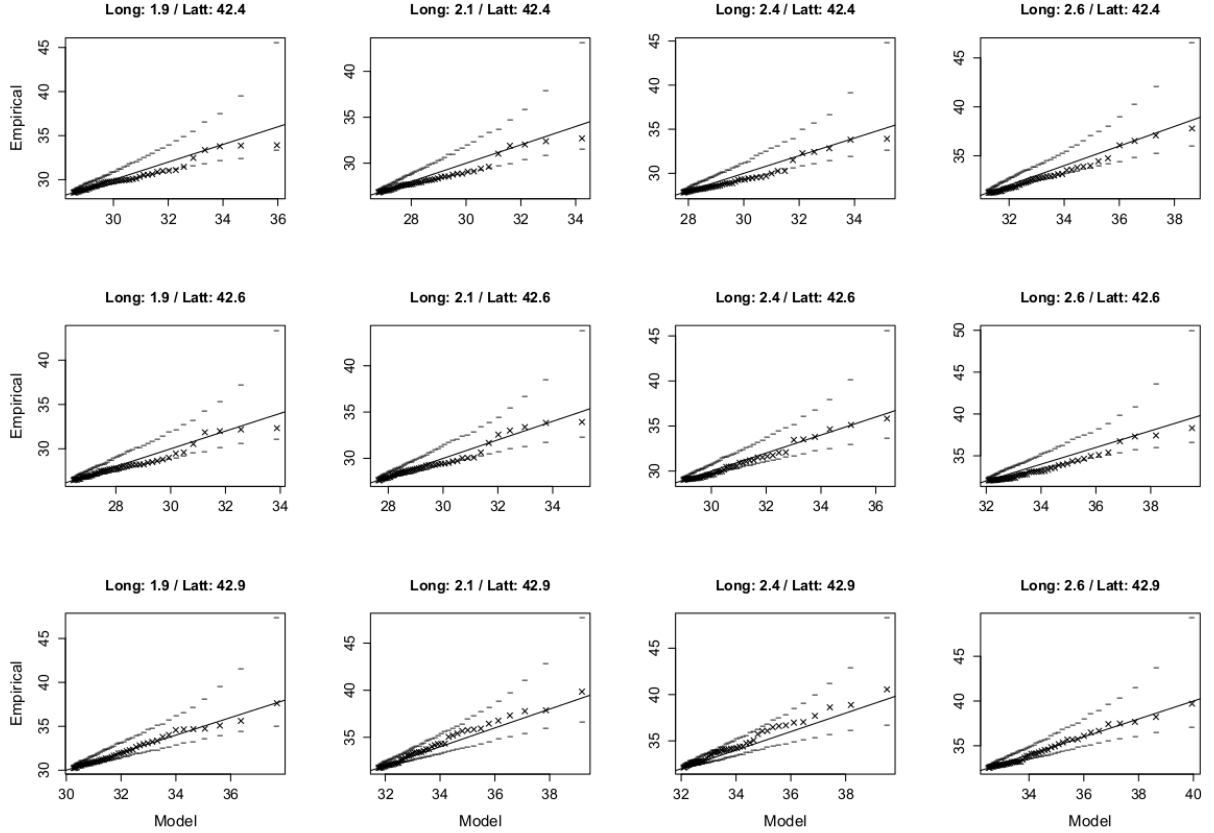 Long: 1.9 / Latt: 42.4
Long: 2.1 / Latt: 42.4
Long: 2.4 / Latt: 42.4
Long: 2.6 / Latt: 42.4
Empirical
45
40
35
30
30 32 34 36
40
35
30
28 30 32 34
45
40
35
30
28 30 32 34
45
40
35
32 34 36 38
Long: 1.9 / Latt: 42.6
Long: 2.1 / Latt: 42.6
Long: 2.4 / Latt: 42.6
Long: 2.6 / Latt: 42.6
Empirical
40
35
30
28 30 32 34
40
35
30
28 30 32 34
45
40
35
30
30 32 34 36
50
45
40
35
32 34 36 38
Long: 1.9 / Latt: 42.9
Long: 2.1 / Latt: 42.9
Long: 2.4 / Latt: 42.9
Long: 2.6 / Latt: 42.9
Empirical
45
40
35
30
30 32 34 36
Model
45
40
35
32 34 36 38
Model
45
40
35
32 34 36 38
Model
45
40
35
34 36 38 40
Model